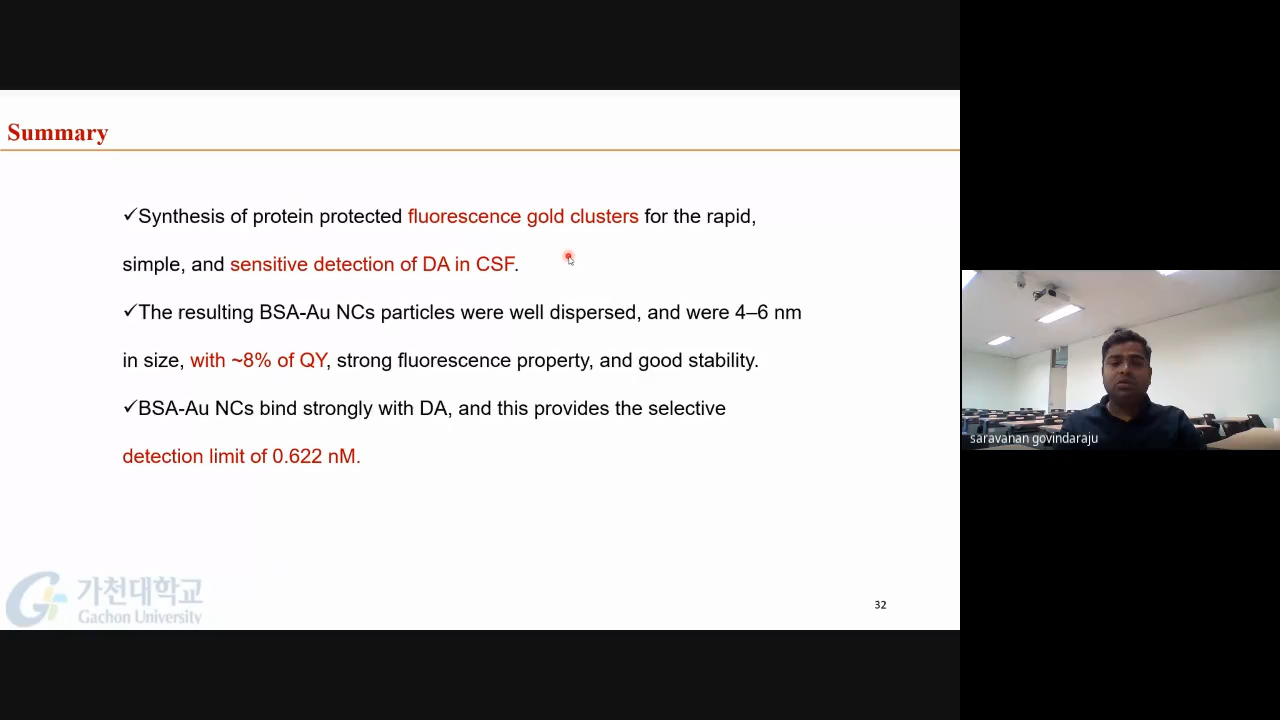 Summary
✓Synthesis of protein protected fluorescence gold clusters for the rapid,
simple, and sensitive detection of DA in CSF.
✓The resulting BSA-Au NCs particles were well dispersed, and were 4–6 nm
in size, with ~8% of QY, strong fluorescence property, and good stability.
✓BSA-Au NCs bind strongly with DA, and this provides the selective
detection limit of 0.622 nM.
saravanan govindaraju
가천대학교
Gachon University
32